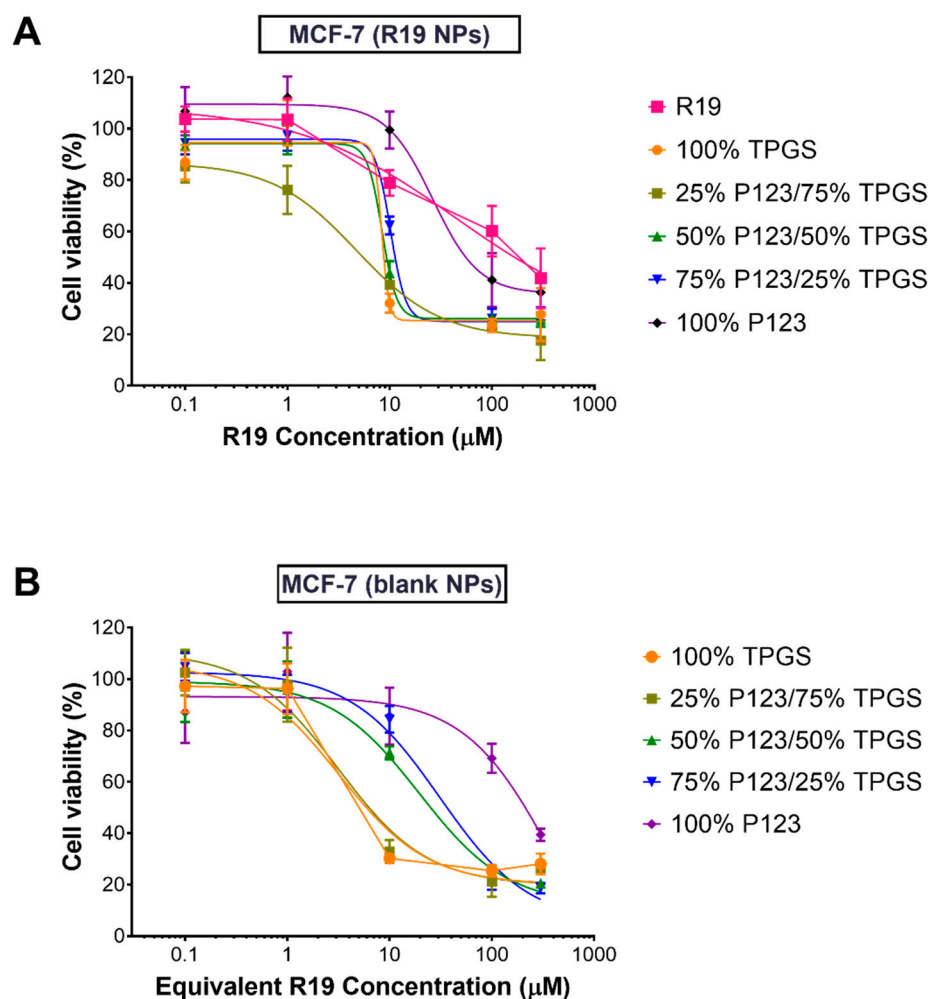 A
MCF-7 (R19 NPs)
120
100
80
60
40
20
0
Cell viability (%)
0.1 1 10 100 1000
R19 Concentration (μM)
R19
100% TPGS
25% P123/75% TPGS
50% P123/50% TPGS
75% P123/25% TPGS
100% P123
B
MCF-7 (blank NPs)
120
100
80
60
40
20
0
Cell viability (%)
0.1 1 10 100 1000
Equivalent R19 Concentration (μM)
100% TPGS
25% P123/75% TPGS
50% P123/50% TPGS
75% P123/25% TPGS
100% P123